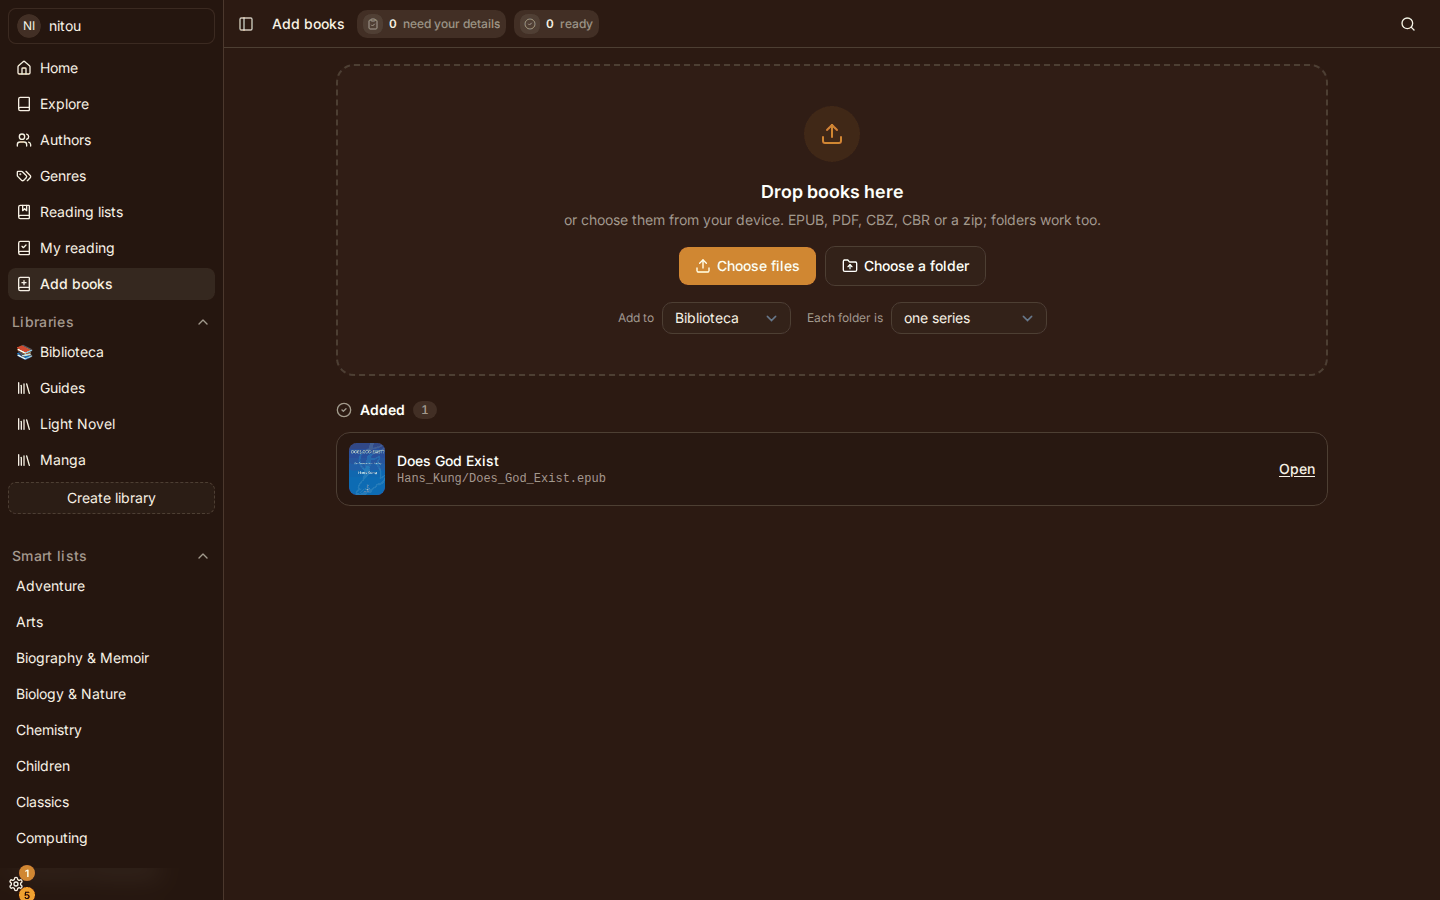 NI nitou
Home
Explore
Authors
Genres
Reading lists
My reading
Add books
Libraries
Biblioteca
Guides
Light Novel
Manga
Create library
Smart lists
Adventure
Arts
Biography & Memoir
Biology & Nature
Chemistry
Children
Classics
Computing
1
5
Add books 0 need your details 0 ready
Drop books here
or choose them from your device. EPUB, PDF, CBZ, CBR or a zip; folders work too.
Choose files Choose a folder
Add to Biblioteca Each folder is one series
Added 1
Does God Exist
Hans_Kung/Does_God_Exist.epub
Open